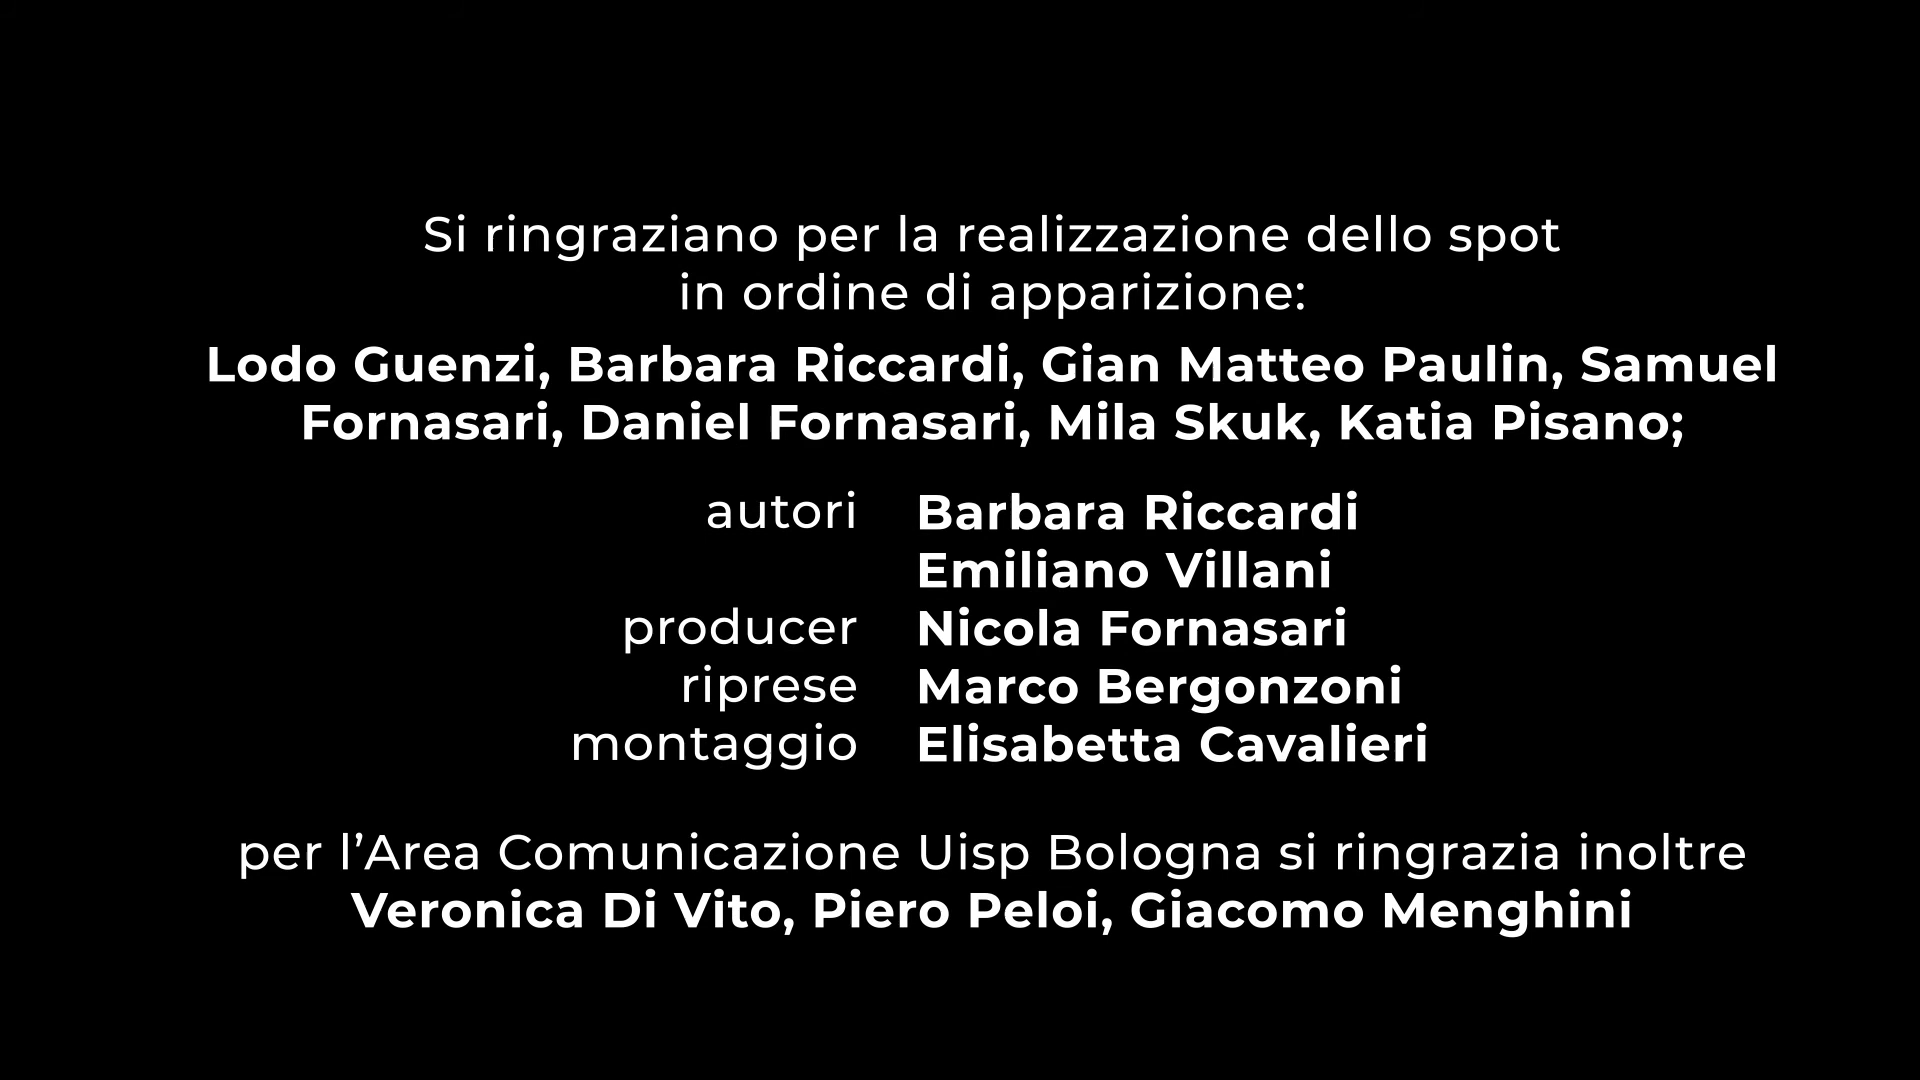 Si ringraziano per la realizzazione dello spot
in ordine di apparizione:
Lodo Guenzi, Barbara Riccardi, Gian Matteo Paulin, Samuel
Fornasari, Daniel Fornasari, Mila Skuk, Katia Pisano;
autori Barbara Riccardi
Emiliano Villani
producer Nicola Fornasari
riprese Marco Bergonzoni
montaggio Elisabetta Cavalieri
per l’Area Comunicazione Uisp Bologna si ringrazia inoltre
Veronica Di Vito, Piero Peloi, Giacomo Menghini